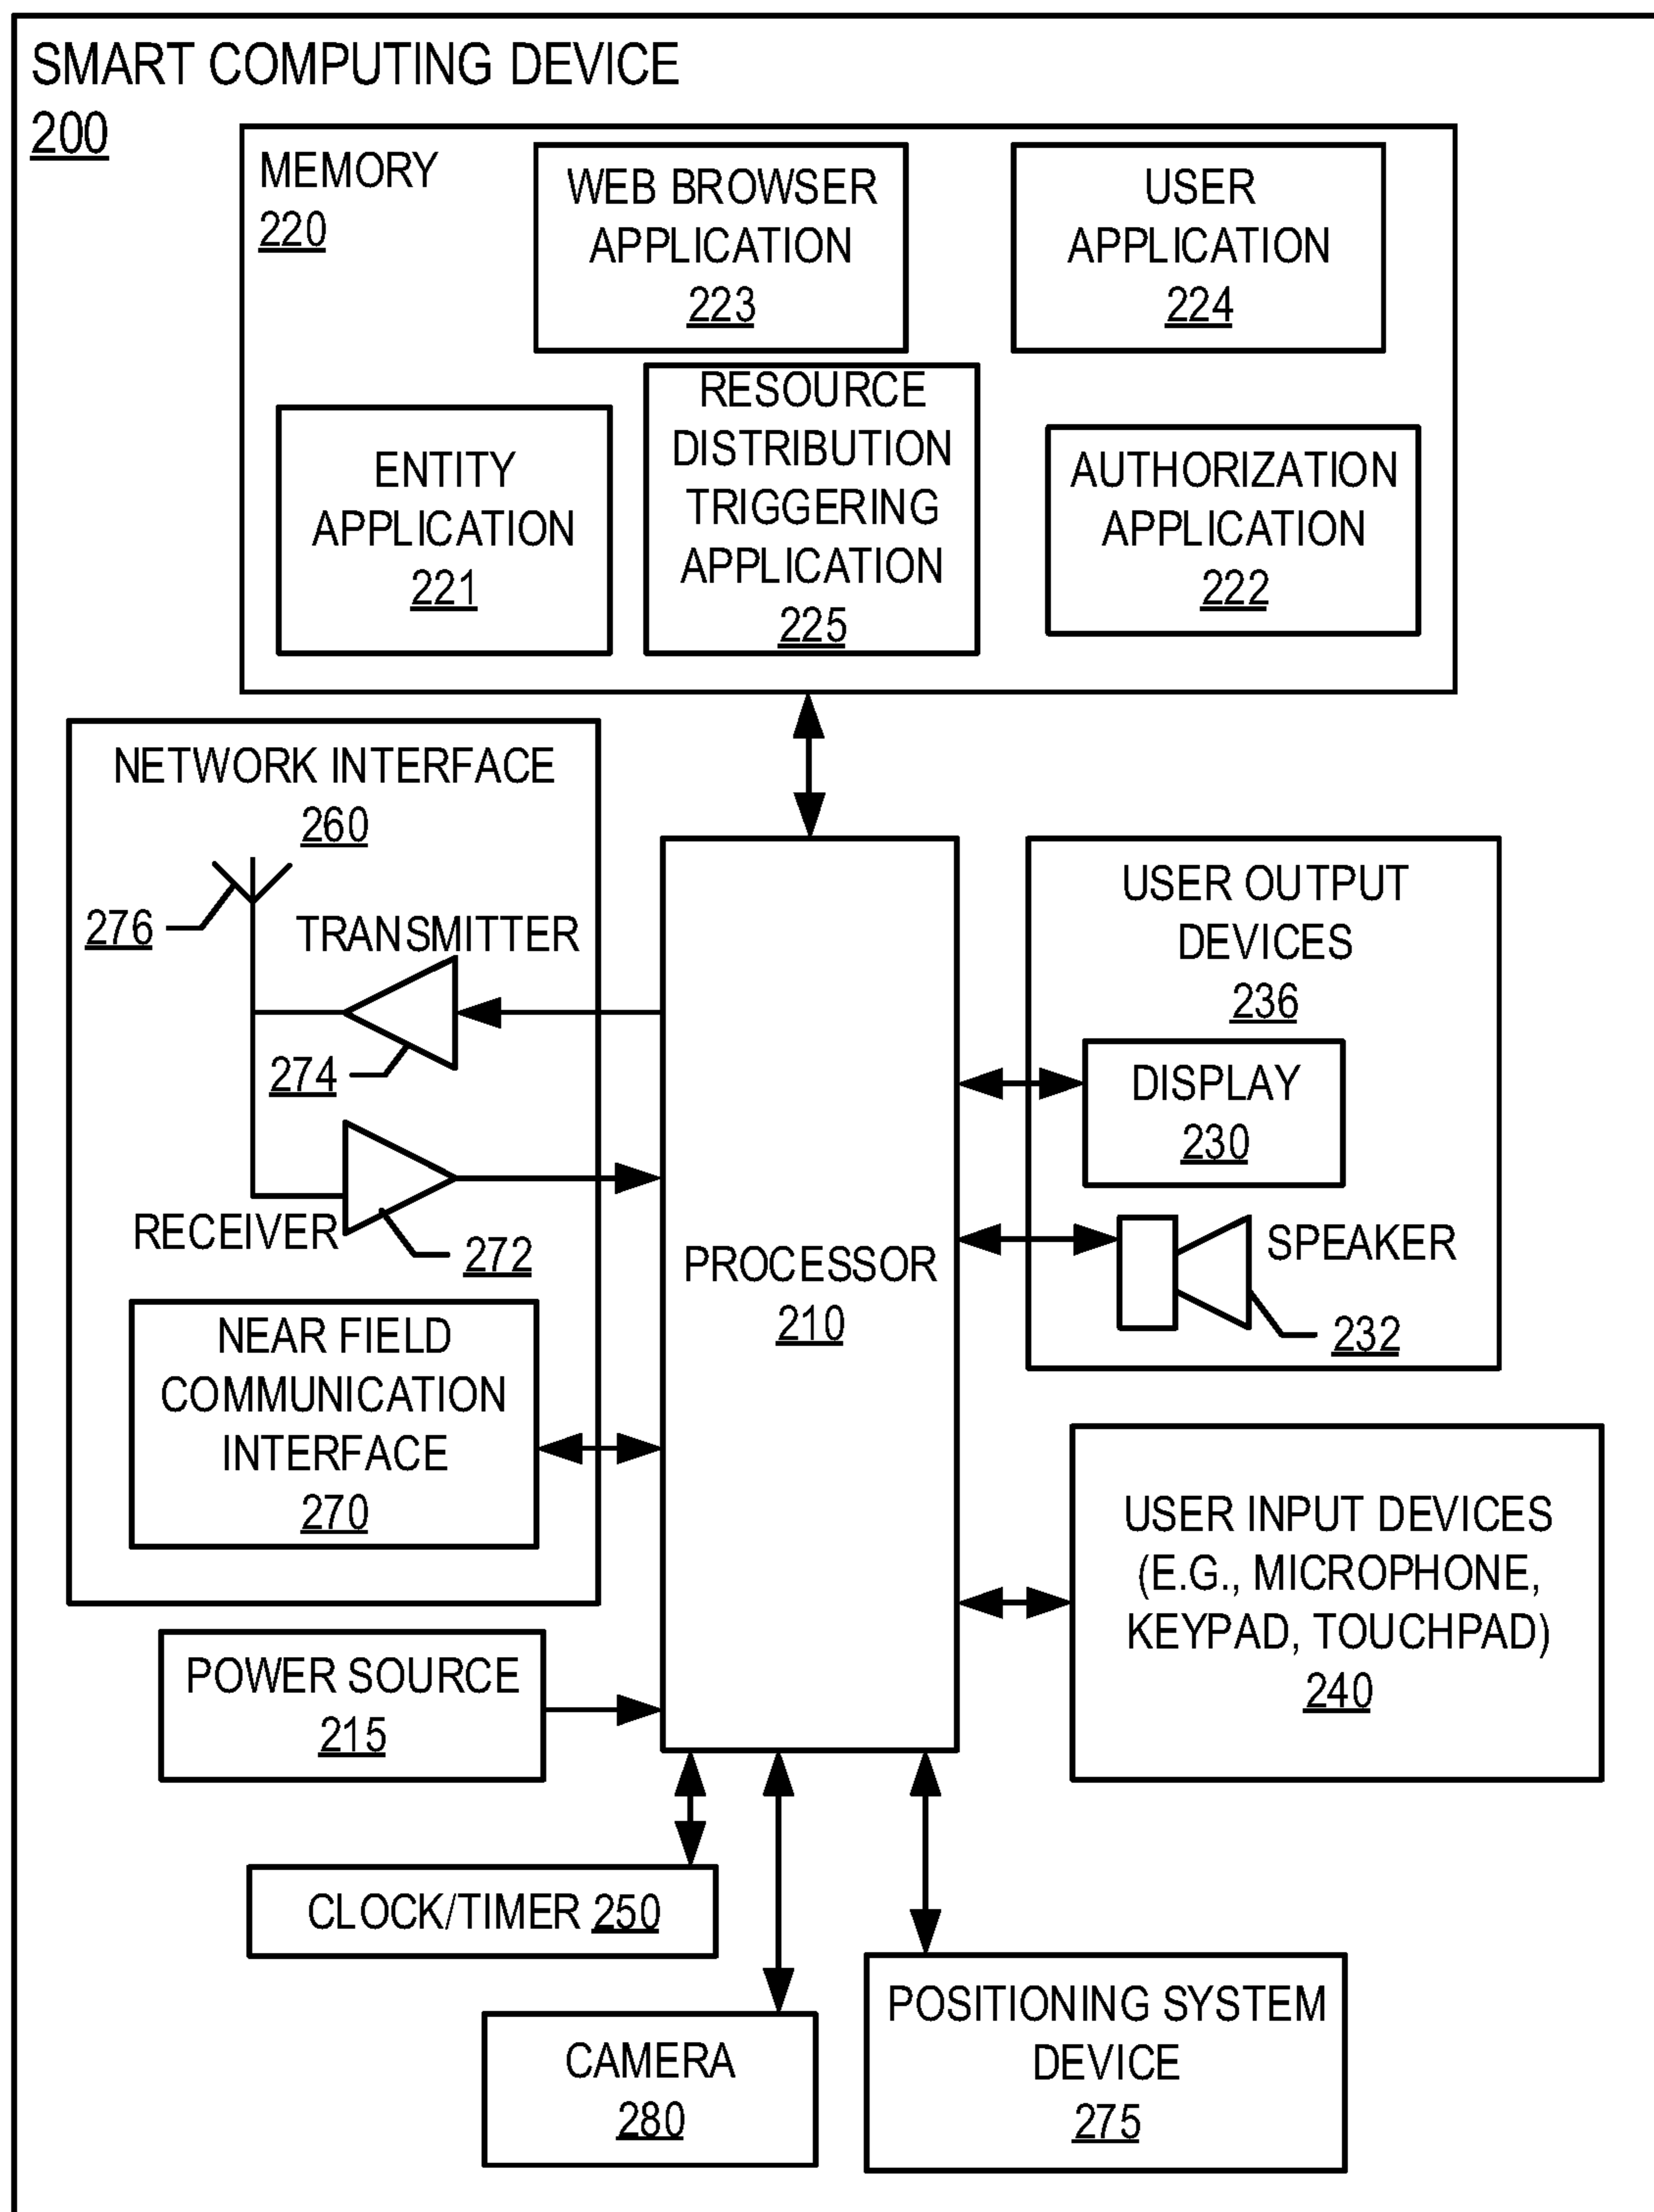 SMART COMPUTING DEVICE
200
MEMORY
220
WEB BROWSER
APPLICATION
223
USER
APPLICATION
224
ENTITY
APPLICATION
221
RESOURCE
DISTRIBUTION
TRIGGERING
APPLICATION
225
AUTHORIZATION
APPLICATION
222
NETWORK INTERFACE
260
276
TRANSMITTER
274
RECEIVER
272
NEAR FIELD
COMMUNICATION
INTERFACE
270
PROCESSOR
210
USER OUTPUT
DEVICES
236
DISPLAY
230
SPEAKER
232
USER INPUT DEVICES
(E.G., MICROPHONE,
KEYPAD, TOUCHPAD)
240
POWER SOURCE
215
CLOCK/TIMER 250
CAMERA
280
POSITIONING SYSTEM
DEVICE
275